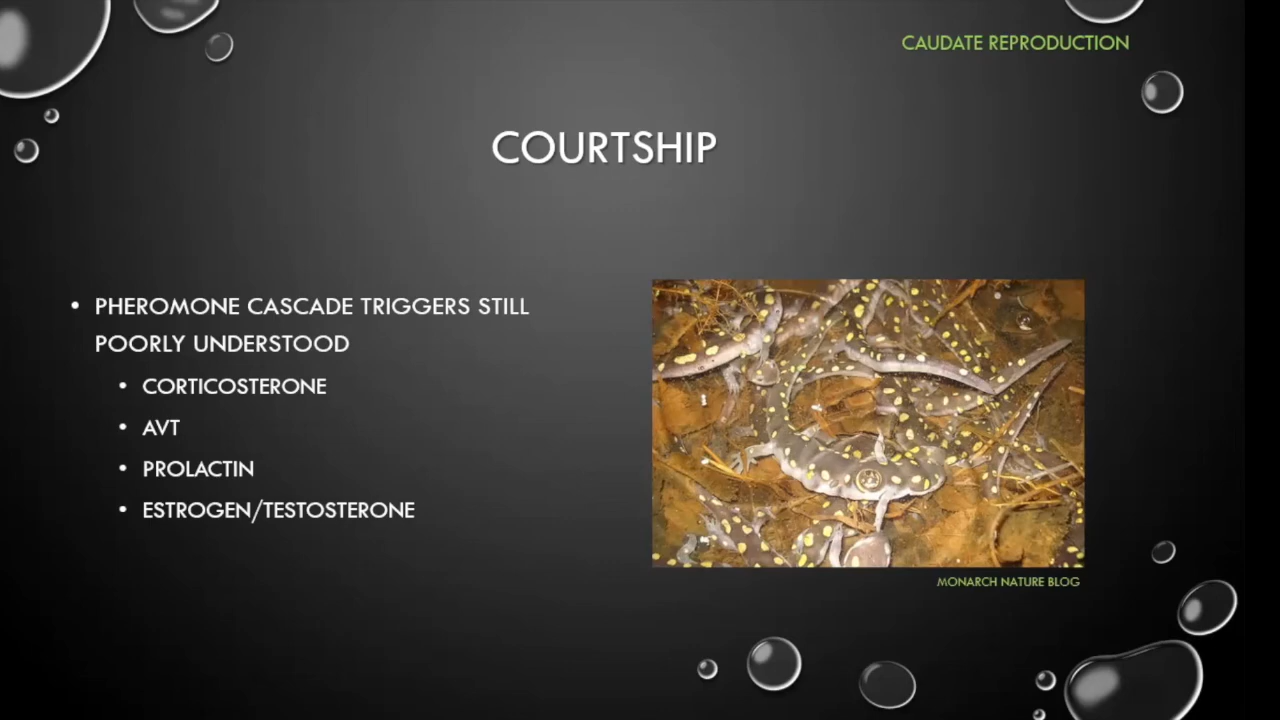 CAUDATE REPRODUCTION
COURTSHIP
• PHEROMONE CASCADE TRIGGERS STILL
POORLY UNDERSTOOD
• CORTICOSTERONE
• AVT
• PROLACTIN
• ESTROGEN/TESTOSTERONE
MONARCH NATURE BLOG